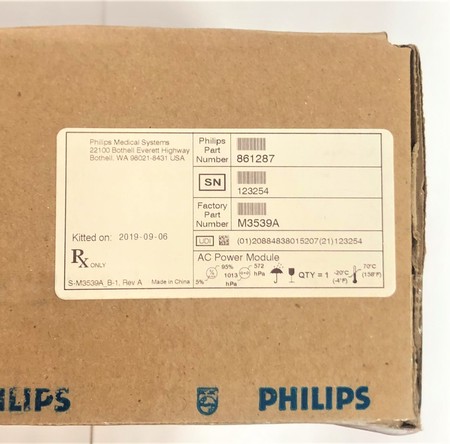 Philips Medical Systems
22100 Bothell Everett Highway
Bothell, WA 98021-8431 USA
Kitted on: 2019-09-06
Rx ONLY
S-M3539A_B-1, Rev A Made in China
Philips
Part
Number
861287
SN
123254
Factory
Part
Number
M3539A
UDI (01)20884838015207(21)123254
AC Power Module
5% 95%
1013 hPa 572 hPa
QTY = 1
-20°C (-4°F)
70°C (158°F)
ILIPS
PHILIPS